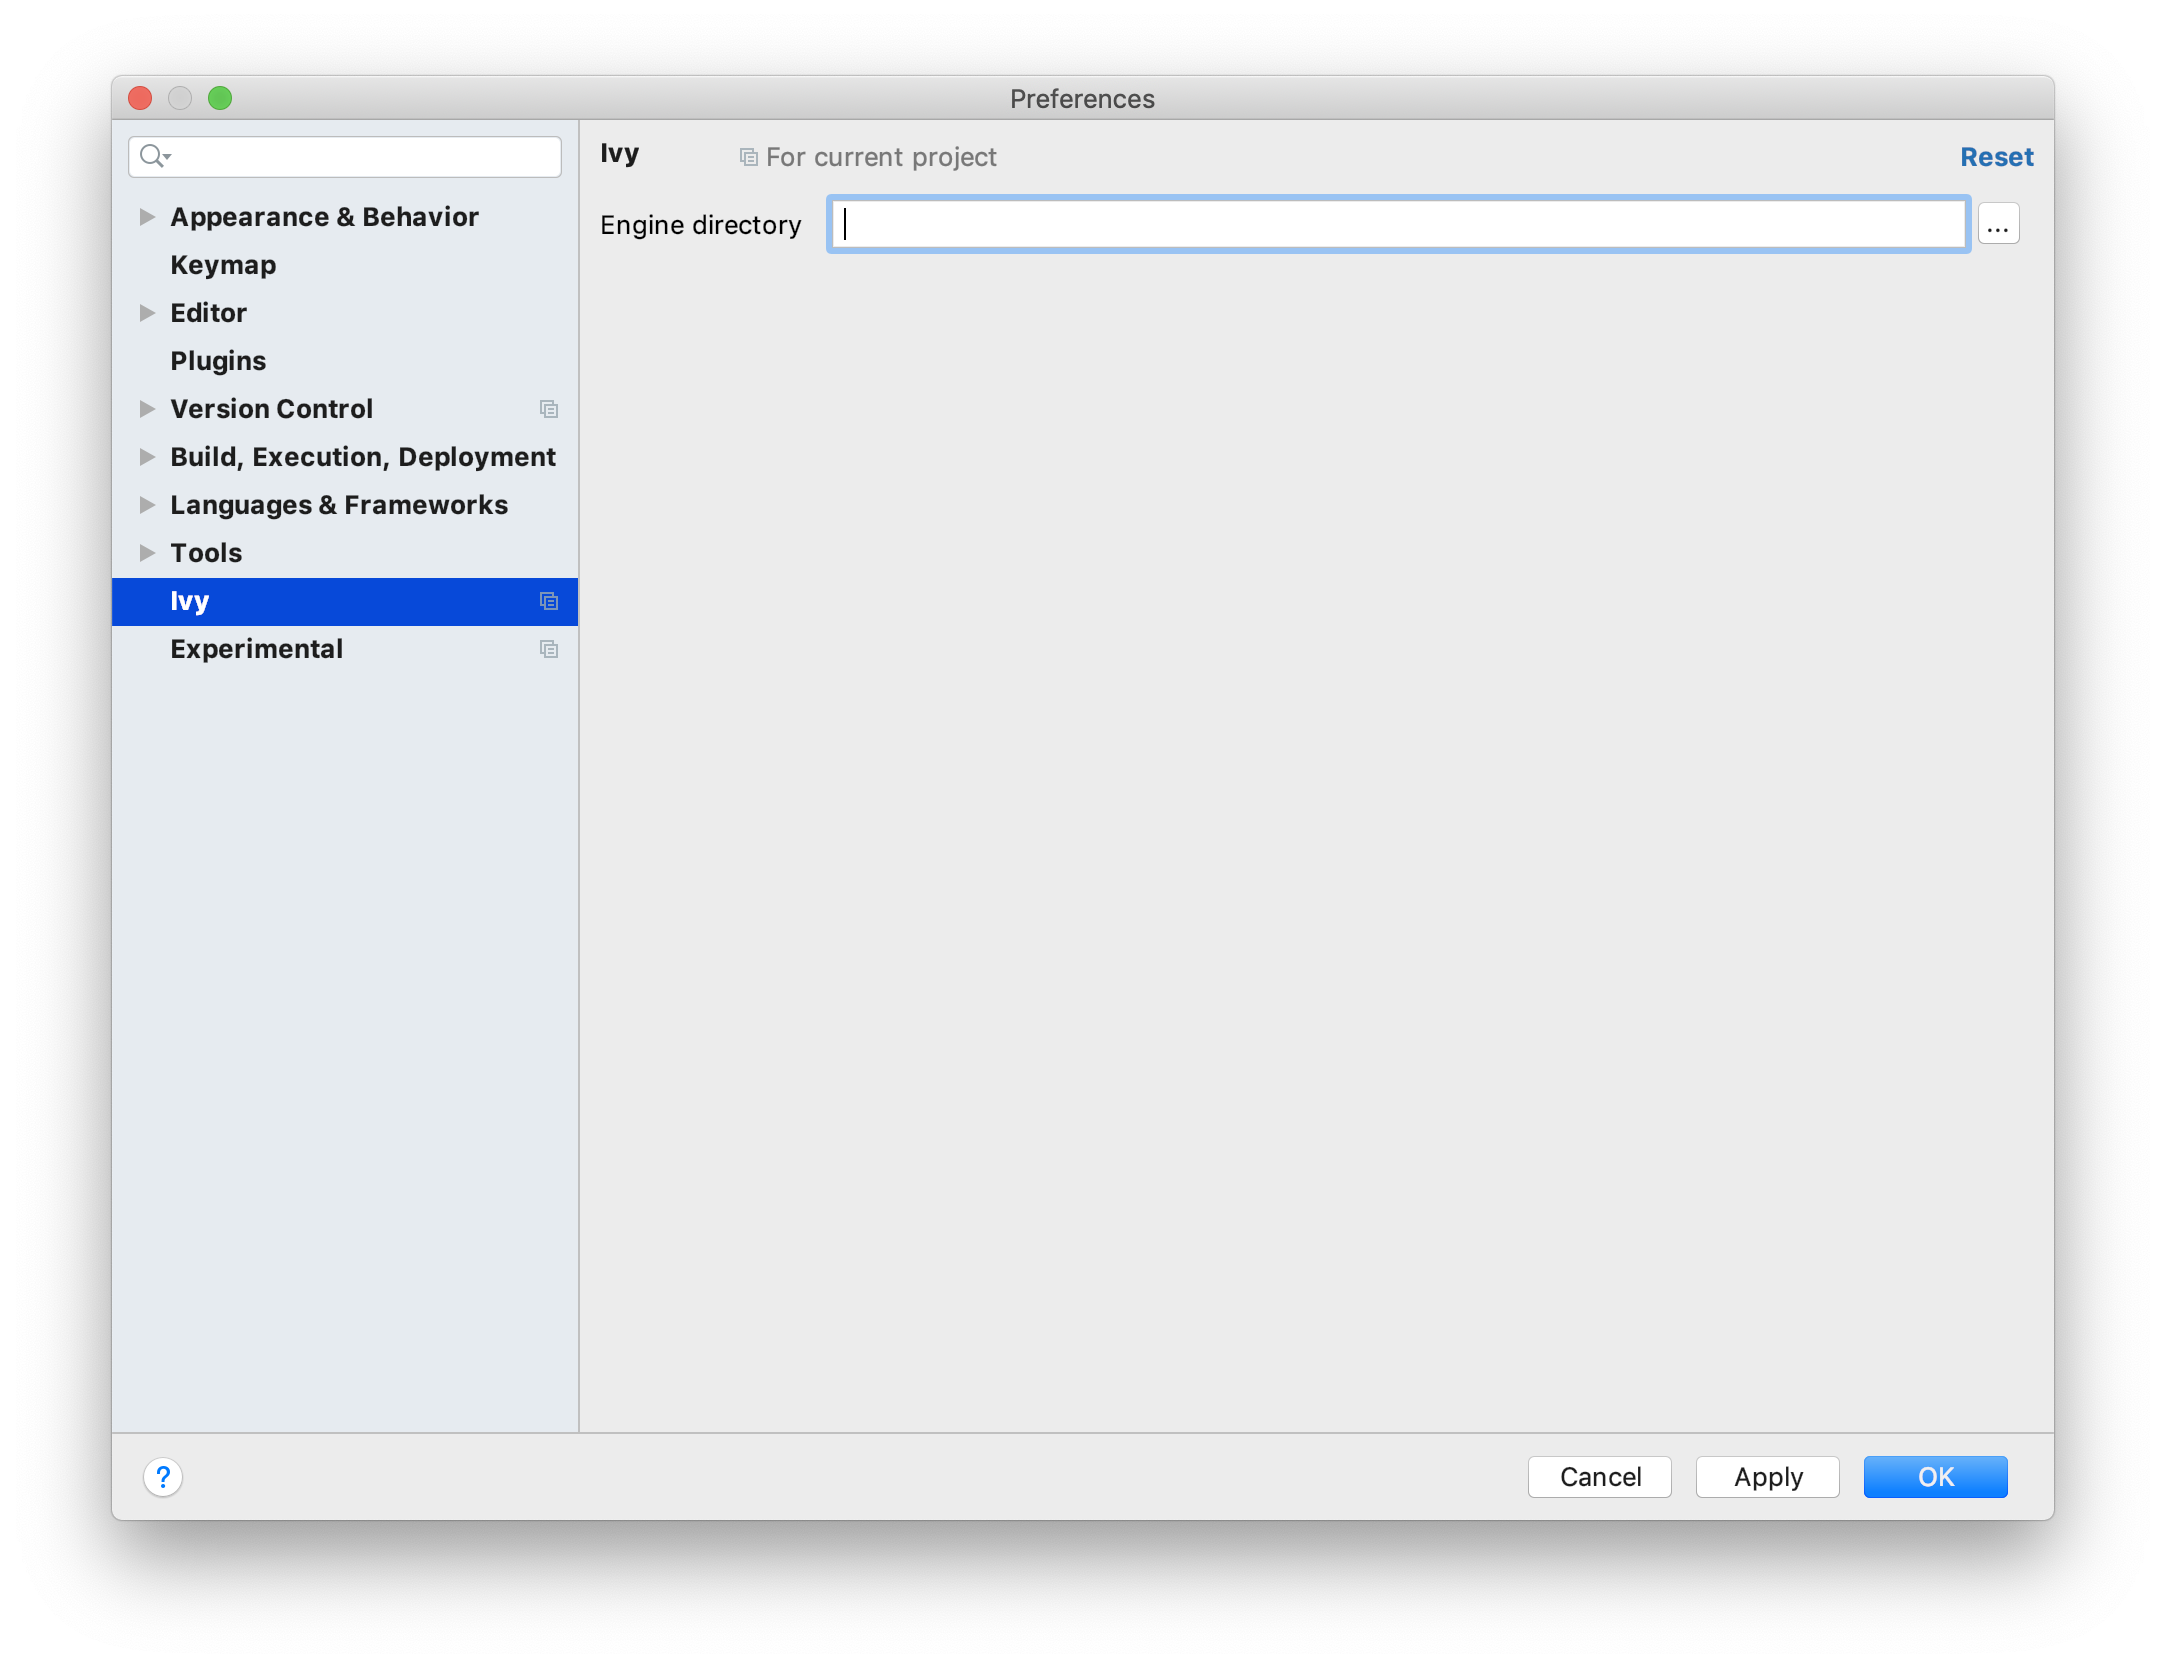 Preferences
Ivy
For current project
Reset
Engine directory
...
Appearance & Behavior
Keymap
Editor
Plugins
Version Control
Build, Execution, Deployment
Languages & Frameworks
Tools
Ivy
Experimental
?
Cancel
Apply
OK